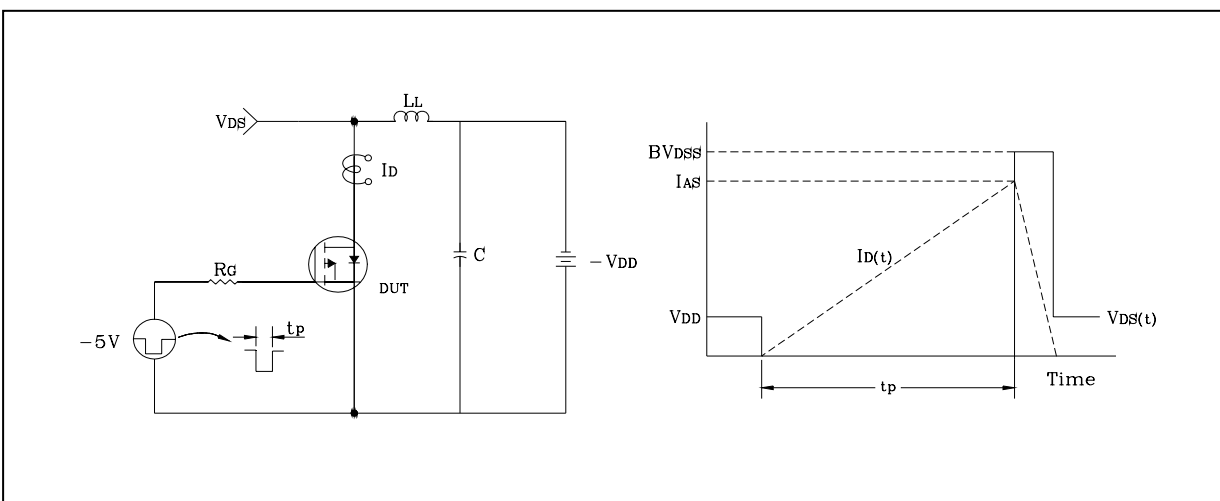 VDS
LL
ID
RG
DUT
C
-VDD
-5V
tp
BVDSS
IAS
ID(t)
VDD
VDS(t)
tp
Time